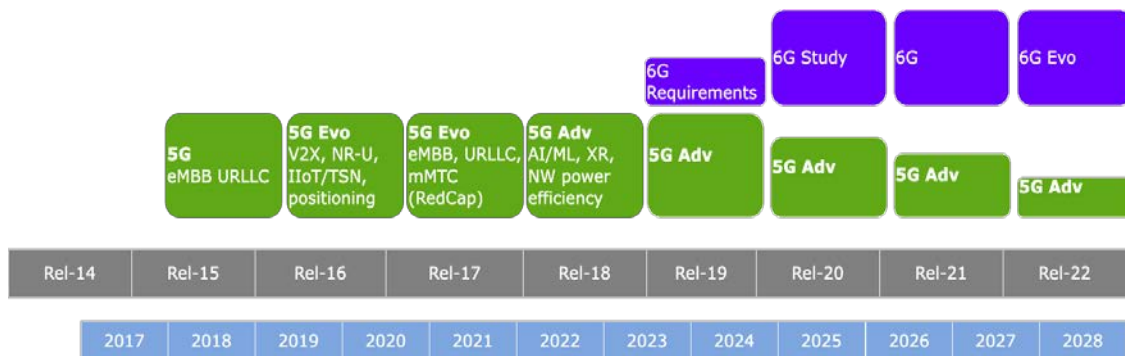 6G Study
6G
6G Evo
6G
Requirements
5G
eMBB URLLC
5G Evo
V2X, NR-U,
IIoT/TSN,
positioning
5G Evo
eMBB, URLLC,
mMTC
(RedCap)
5G Adv
AI/ML, XR,
NW power
efficiency
5G Adv
5G Adv
5G Adv
5G Adv
Rel-14 Rel-15 Rel-16 Rel-17 Rel-18 Rel-19 Rel-20 Rel-21 Rel-22
2017 2018 2019 2020 2021 2022 2023 2024 2025 2026 2027 2028